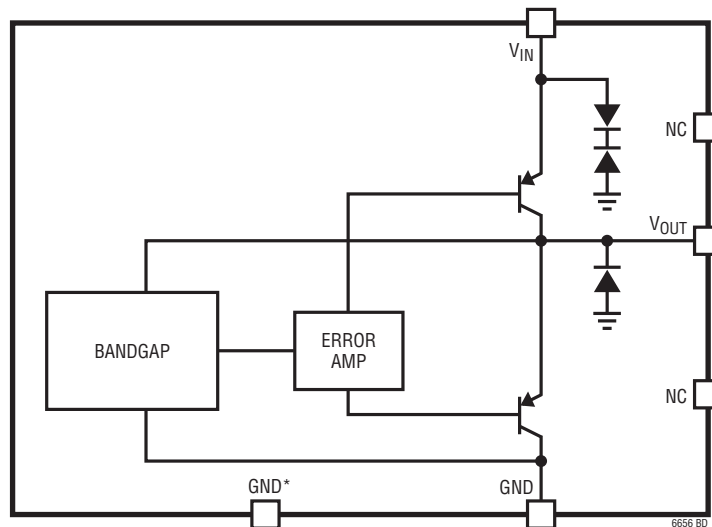 VIN
NC
VOUT
BANDGAP
ERROR
AMP
NC
GND*
GND
6656 BD